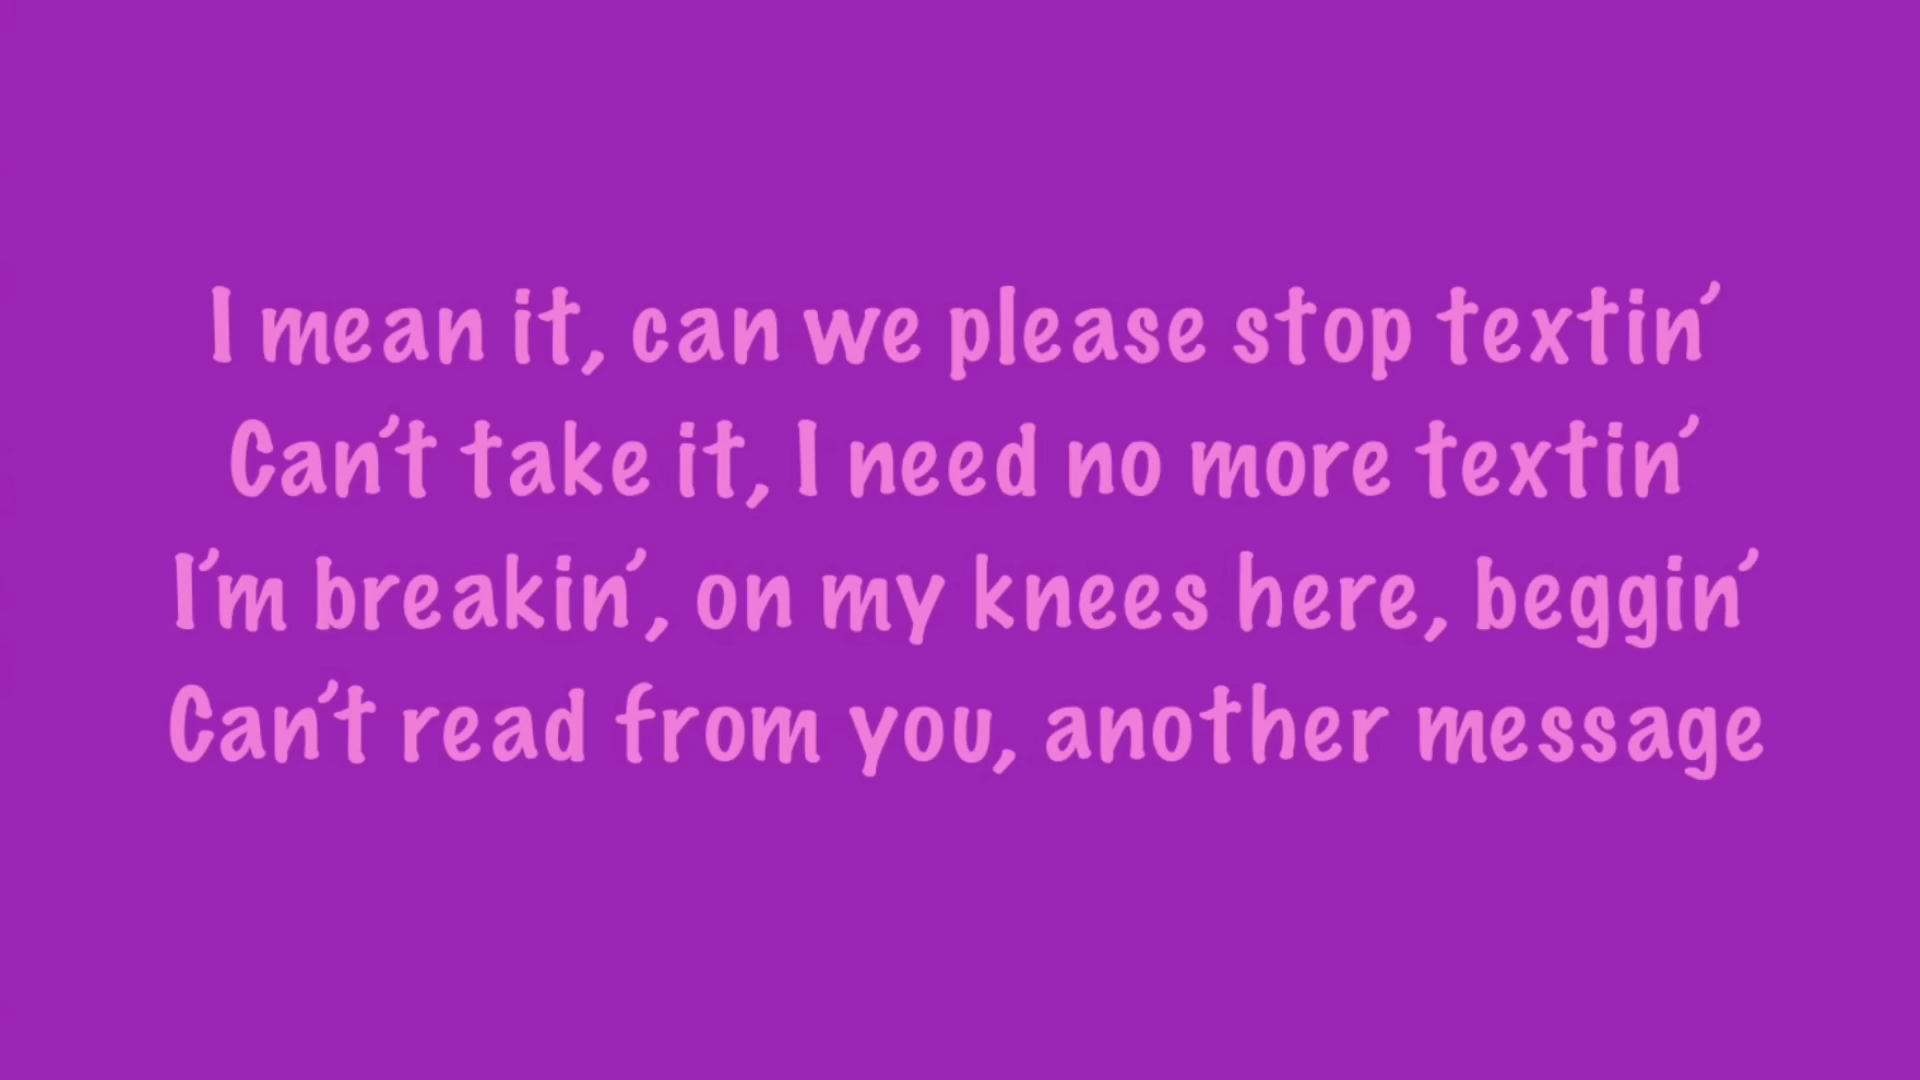 I mean it, can we please stop textin’
Can’t take it, I need no more textin’
I’m breakin’, on my knees here, beggin’
Can’t read from you, another message